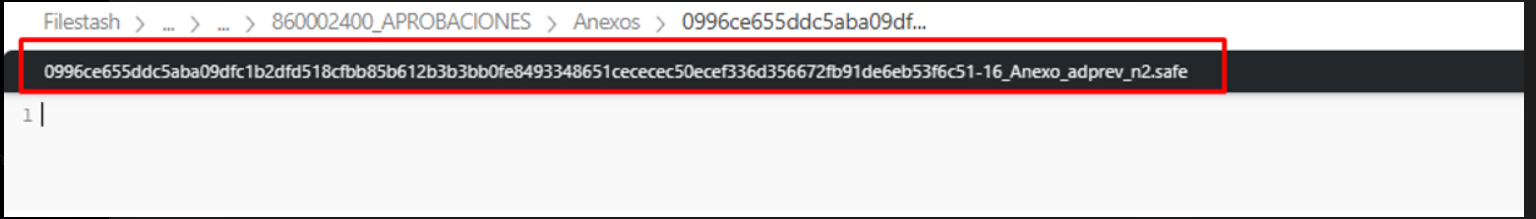 Filestash > ... > ... > 860002400_APROBACIONES > Anexos > 0996ce655ddc5aba09df...
0996ce655ddc5aba09dfc1b2dfd518cfbb85b612b3b3bb0fe8493348651cececec50ecef336d356672fb91de6eb53f6c51-16_Anexo_adprev_n2.safe
1